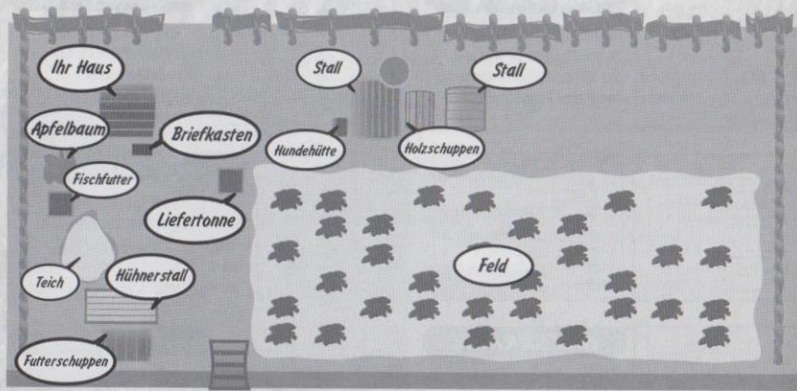 Ihr Haus
Stall
Stall
Apfelbaum
Briefkasten
Hundehütte
Holzschuppen
Fischfutter
Liefertonne
Feld
Teich
Hühnerstall
Futterschuppen